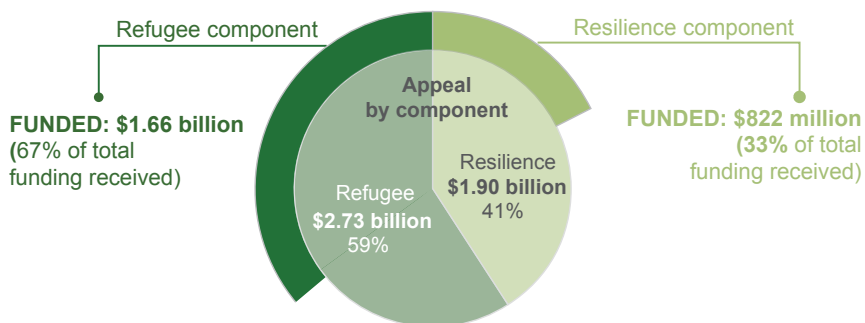 Refugee component
Resilience component
FUNDED: $1.66 billion
(67% of total
funding received)
Appeal
by component
FUNDED: $822 million
(33% of total
funding received)
Refugee
$2.73 billion
59%
Resilience
$1.90 billion
41%